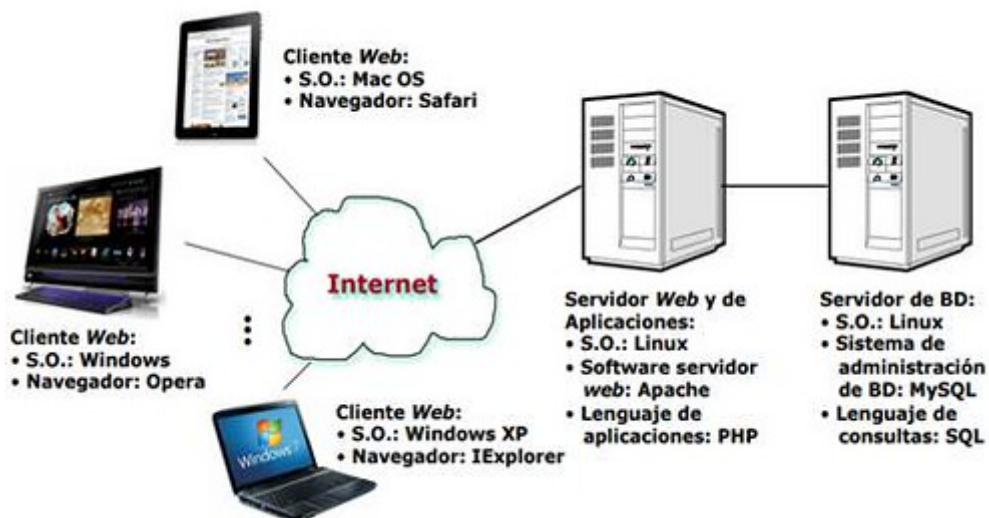 Cliente Web:
• S.O.: Mac OS
• Navegador: Safari
Cliente Web:
• S.O.: Windows
• Navegador: Opera
Internet
Cliente Web:
• S.O.: Windows XP
• Navegador: IExplorer
Windows 7
Servidor Web y de
Aplicaciones:
• S.O.: Linux
• Software servidor
web: Apache
• Lenguaje de
aplicaciones: PHP
Servidor de BD:
• S.O.: Linux
• Sistema de
administración
de BD: MySQL
• Lenguaje de
consultas: SQL